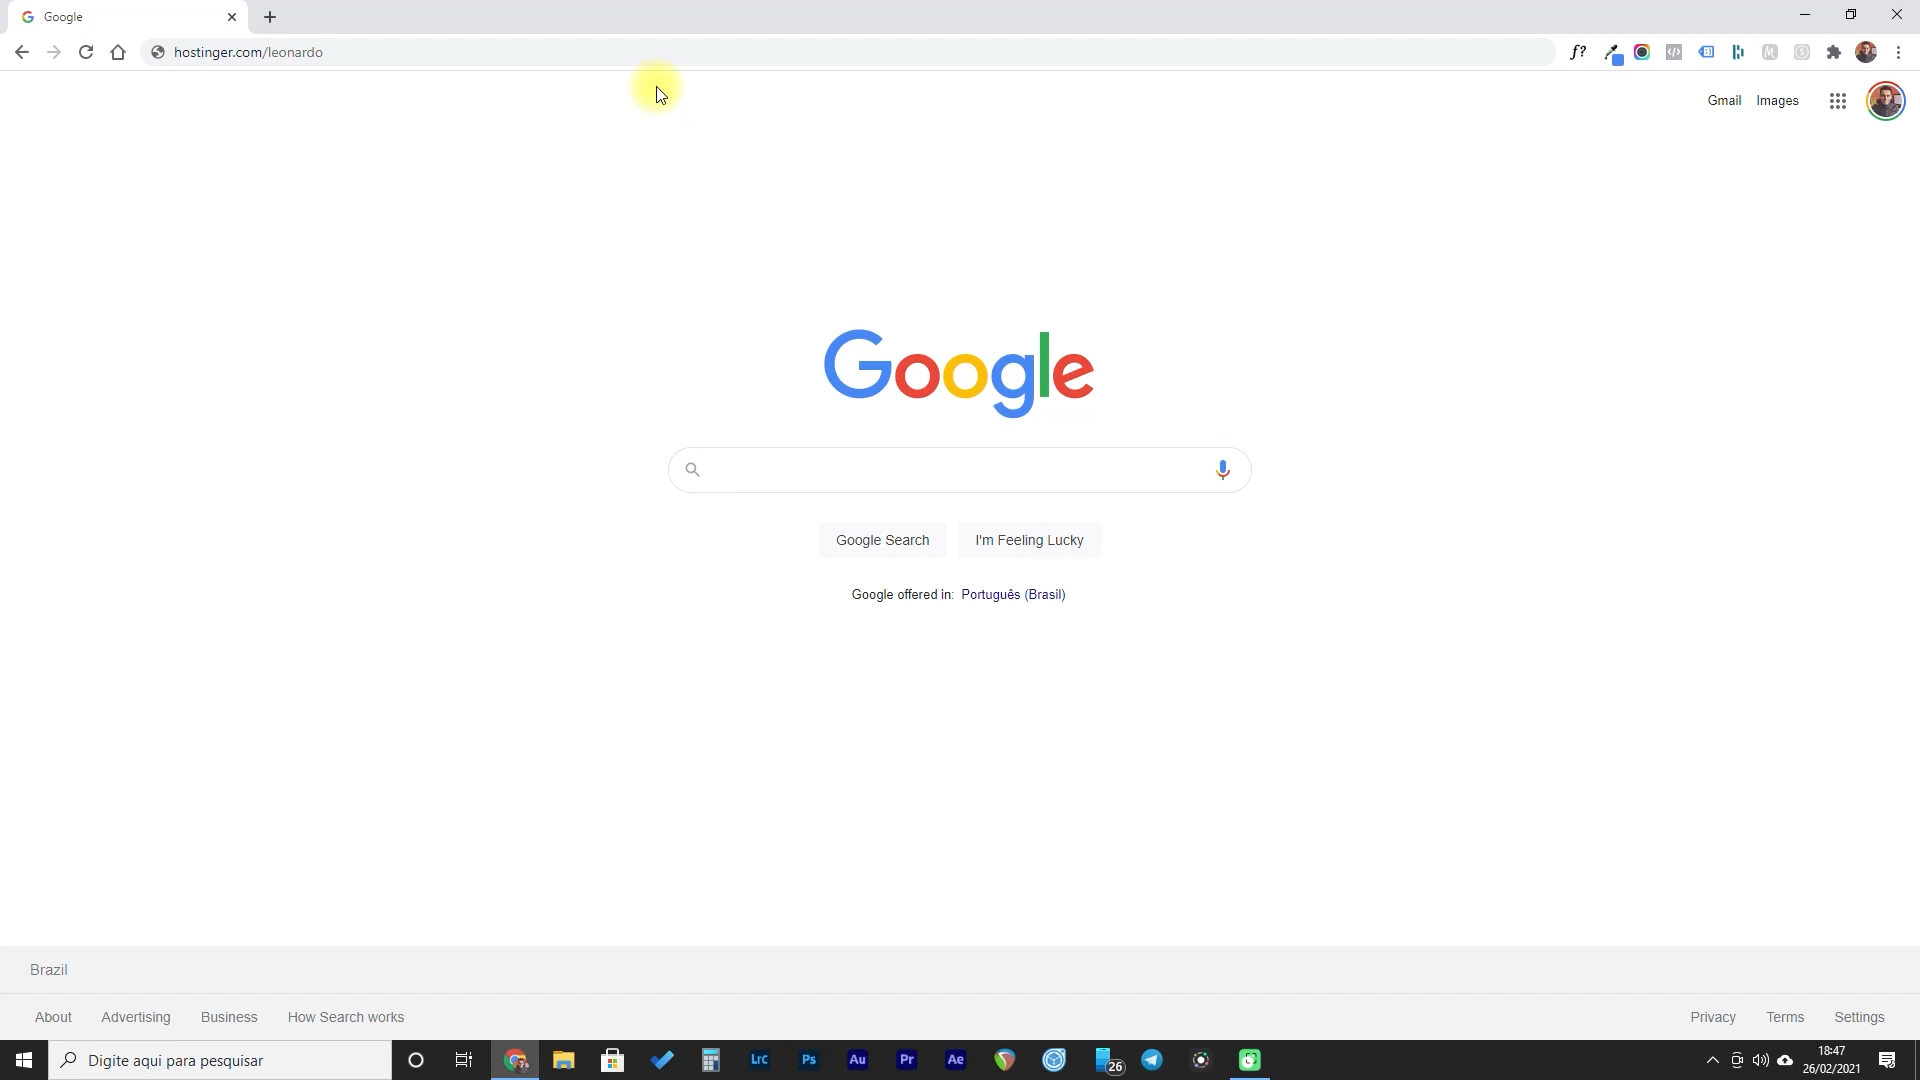 Google
hostinger.com/leonardo
f?
Gmail Images
Google
Google Search I'm Feeling Lucky
Google offered in: Português (Brasil)
Brazil
About Advertising Business How Search works
Privacy Terms Settings
Digite aqui para pesquisar
Lrc Ps Au Pr Ae 26
18:47
26/02/2021